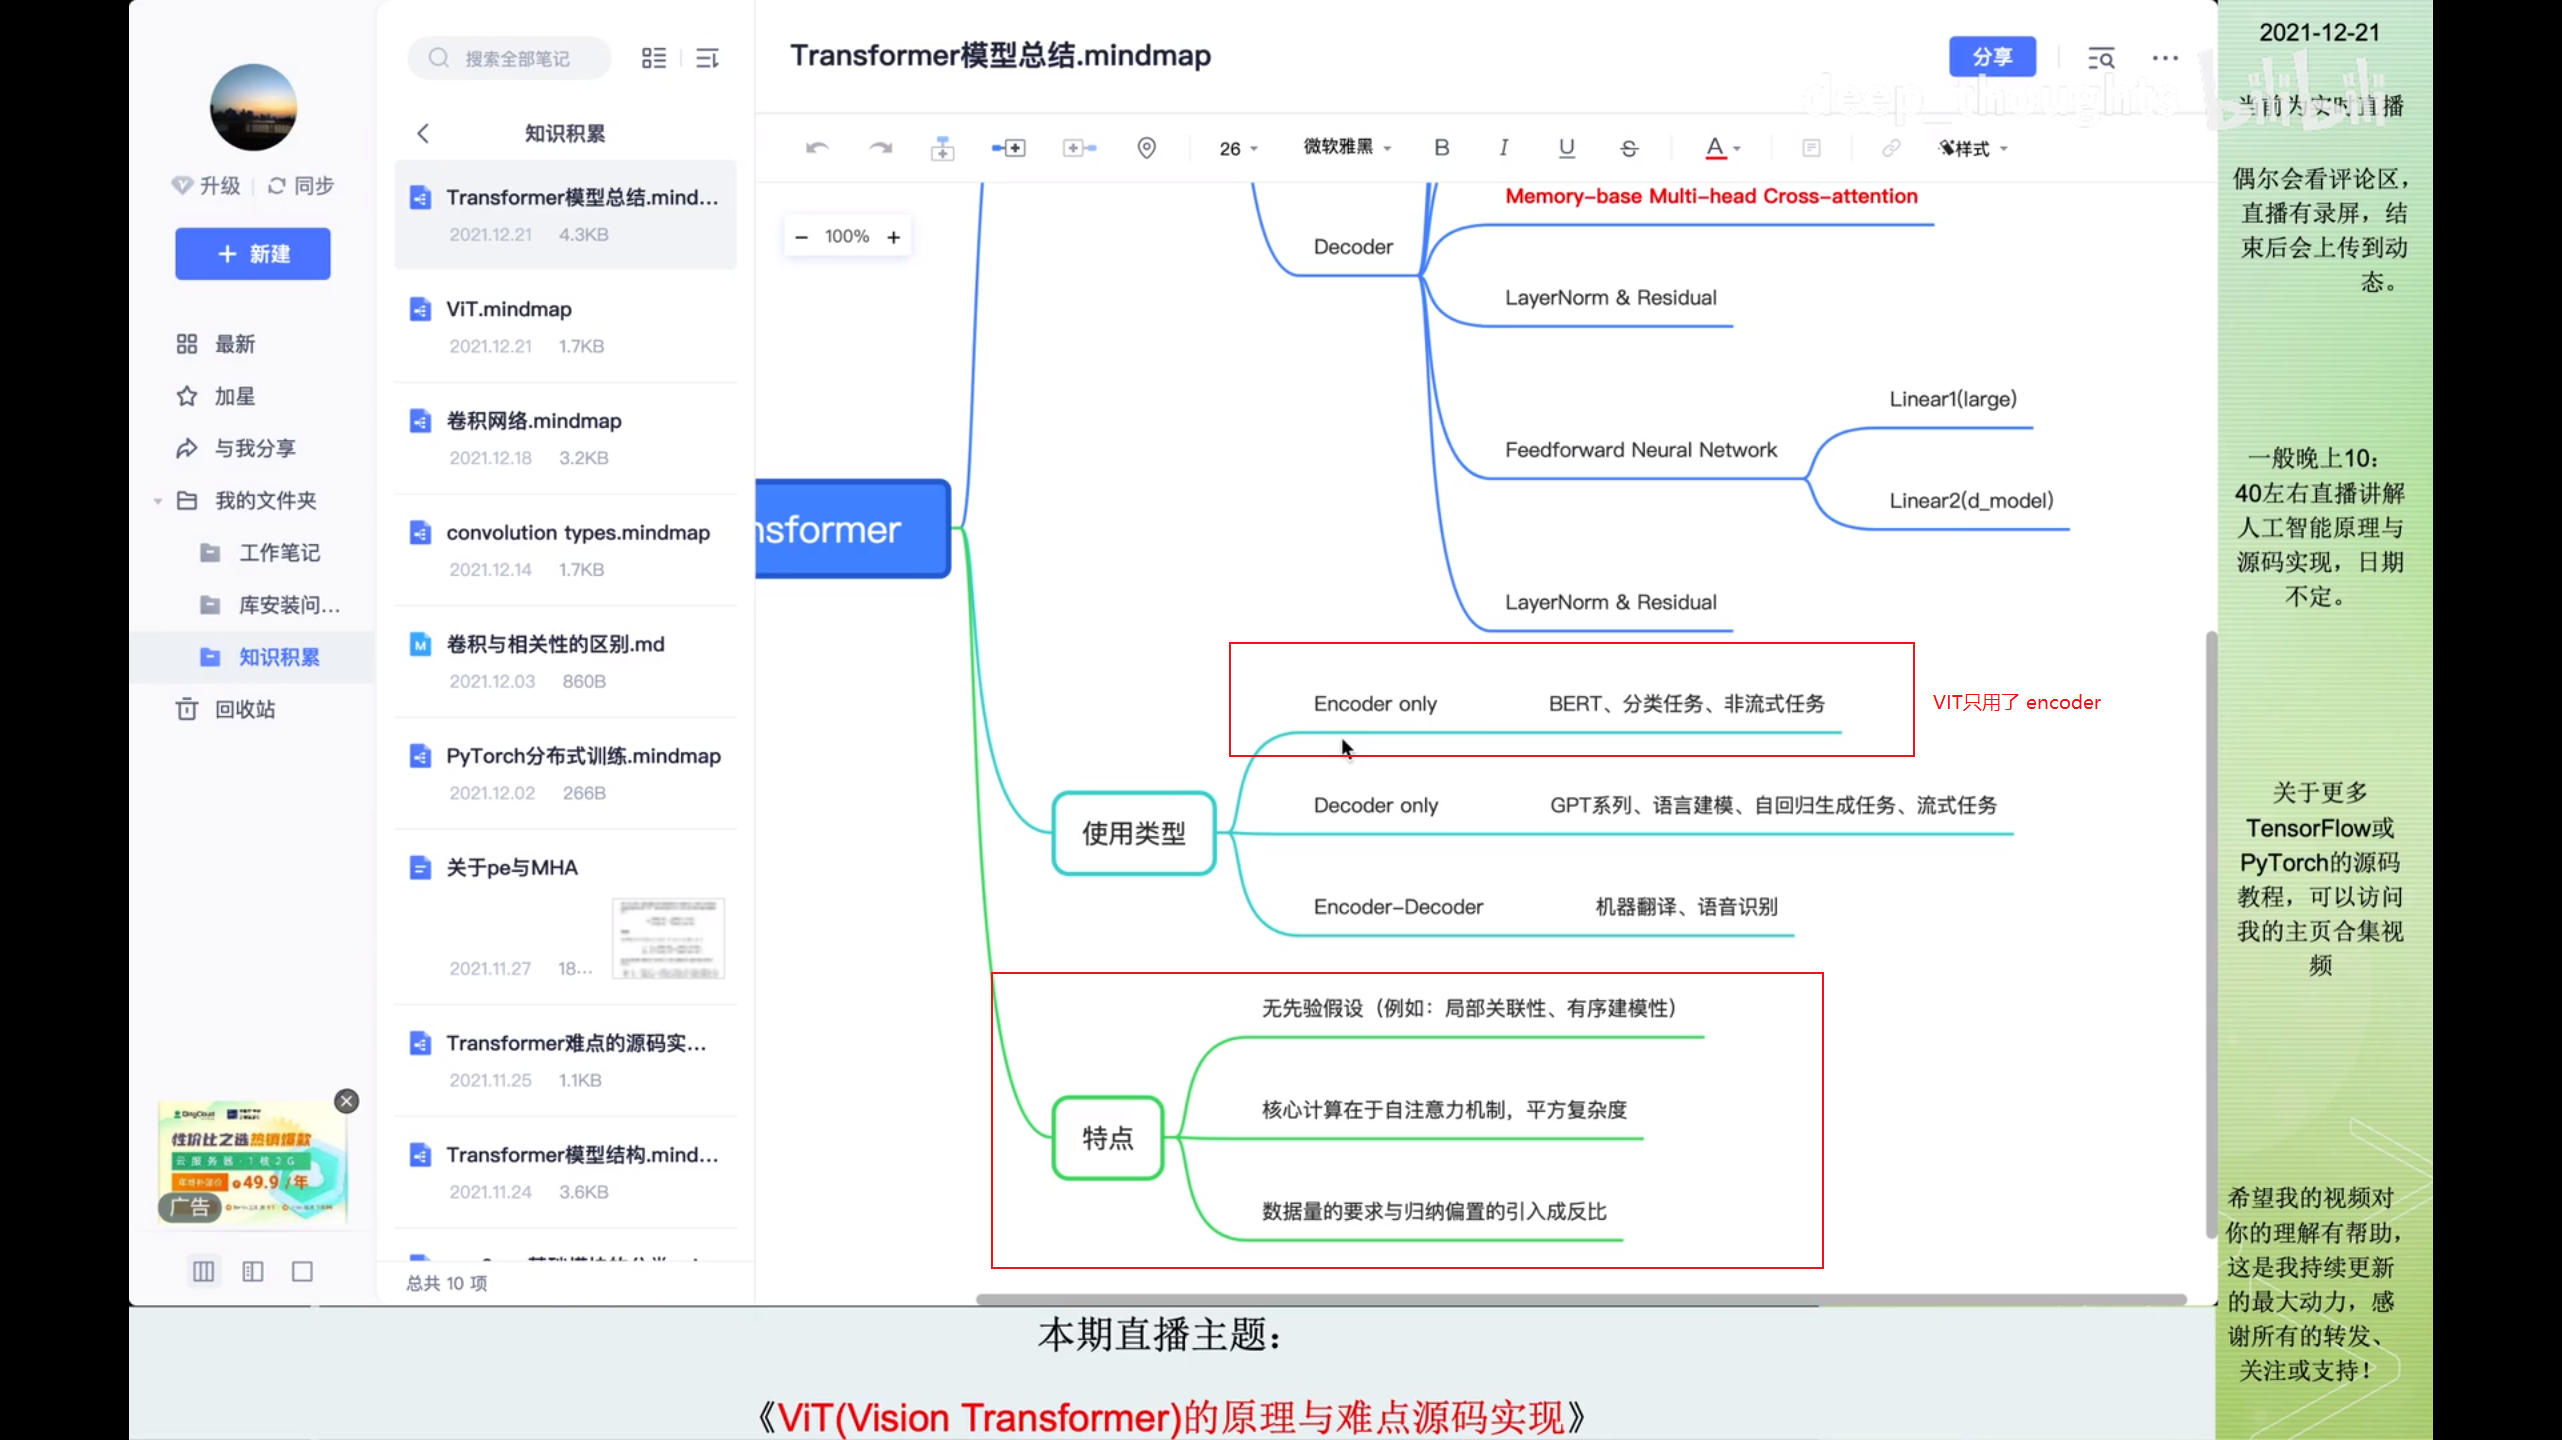 升级
同步
新建
最新
加星
与我分享
我的文件夹
工作笔记
库安装问...
知识积累
回收站
DingCloud
性价比之选热销爆款
云服务器·1核2G
49.9/年
广告
搜索全部笔记
知识积累
Transformer模型总结.mind...
2021.12.21 4.3KB
ViT.mindmap
2021.12.21 1.7KB
卷积网络.mindmap
2021.12.18 3.2KB
convolution types.mindmap
2021.12.14 1.7KB
卷积与相关性的区别.md
2021.12.03 860B
PyTorch分布式训练.mindmap
2021.12.02 266B
关于pe与MHA
2021.11.27 18...
Transformer难点的源码实...
2021.11.25 1.1KB
Transformer模型结构.mind...
2021.11.24 3.6KB
总共 10 项
Transformer模型总结.mindmap
分享
26 微软雅黑 B I U S A 样式
100%
Memory-base Multi-head Cross-attention
Decoder
LayerNorm & Residual
Linear1(large)
Feedforward Neural Network
Linear2(d_model)
LayerNorm & Residual
nsformer
Encoder only BERT、分类任务、非流式任务
VIT只用了 encoder
Decoder only GPT系列、语言建模、自回归生成任务、流式任务
使用类型
Encoder-Decoder 机器翻译、语音识别
无先验假设（例如：局部关联性、有序建模性）
核心计算在于自注意力机制，平方复杂度
特点
数据量的要求与归纳偏置的引入成反比
本期直播主题：
《ViT(Vision Transformer)的原理与难点源码实现》
deep_thoughts bilibili
2021-12-21
当前为实时直播
偶尔会看评论区，
直播有录屏，结
束后会上传到动
态。
一般晚上10：
40左右直播讲解
人工智能原理与
源码实现，日期
不定。
关于更多
TensorFlow或
PyTorch的源码
教程，可以访问
我的主页合集视
频
希望我的视频对
你的理解有帮助，
这是我持续更新
的最大动力，感
谢所有的转发、
关注或支持！